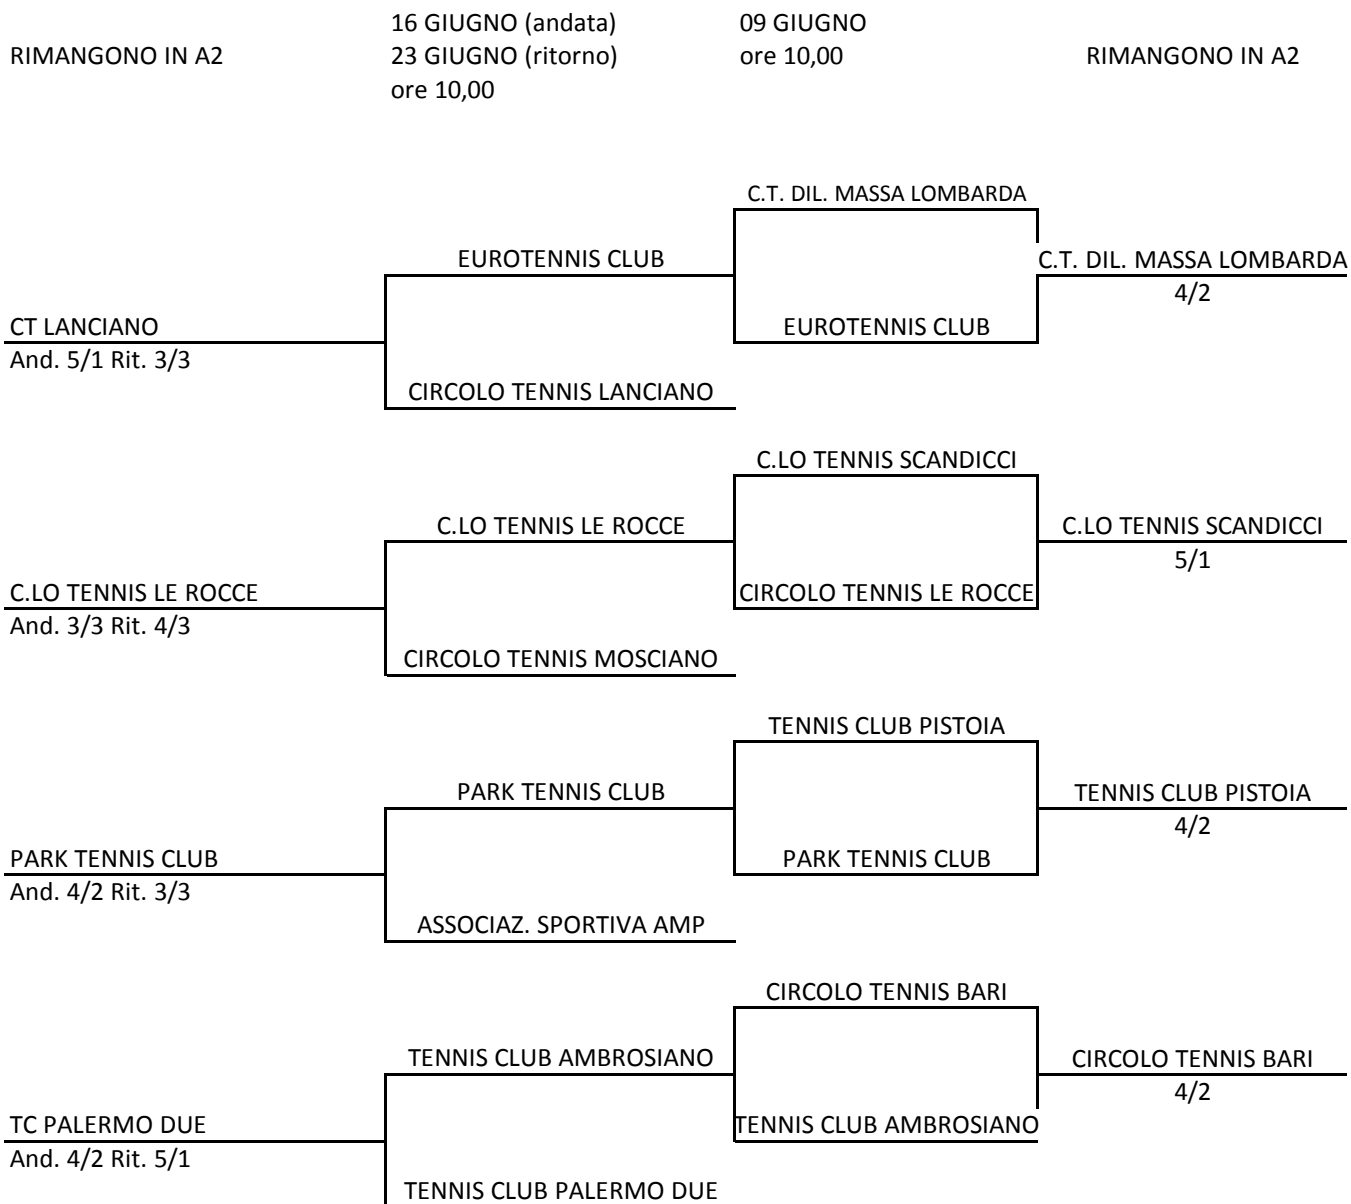 16 GIUGNO (andata) 09 GIUGNO
RIMANGONO IN A2 23 GIUGNO (ritorno) ore 10,00 RIMANGONO IN A2
ore 10,00
C.T. DIL. MASSA LOMBARDA
EUROTENNIS CLUB C.T. DIL. MASSA LOMBARDA
4/2
CT LANCIANO EUROTENNIS CLUB
And. 5/1 Rit. 3/3
CIRCOLO TENNIS LANCIANO
C.LO TENNIS SCANDICCI
C.LO TENNIS LE ROCCE C.LO TENNIS SCANDICCI
5/1
C.LO TENNIS LE ROCCE CIRCOLO TENNIS LE ROCCE
And. 3/3 Rit. 4/3
CIRCOLO TENNIS MOSCIANO
TENNIS CLUB PISTOIA
PARK TENNIS CLUB TENNIS CLUB PISTOIA
4/2
PARK TENNIS CLUB PARK TENNIS CLUB
And. 4/2 Rit. 3/3
ASSOCIAZ. SPORTIVA AMP
CIRCOLO TENNIS BARI
TENNIS CLUB AMBROSIANO CIRCOLO TENNIS BARI
4/2
TC PALERMO DUE TENNIS CLUB AMBROSIANO
And. 4/2 Rit. 5/1
TENNIS CLUB PALERMO DUE